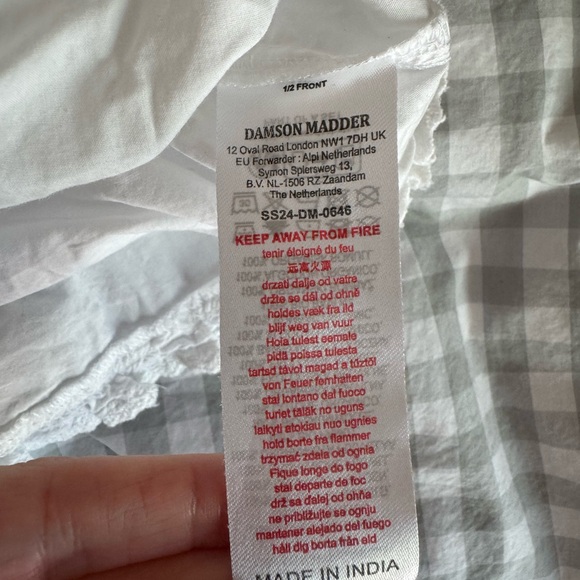 1/2 FRONT
DAMSON MADDER
12 Oval Road London NW1 7DH UK
EU Forwarder : Alpi Netherlands
Symon Spiersweg 13,
B.V. NL-1506 RZ Zaandam
The Netherlands
SS24-DM-0646
KEEP AWAY FROM FIRE
tenir éloigné du feu
远离火源
drzati dalje od vatre
držte se dál od ohně
holdes væk fra ild
blijf weg van vuur
Hoia tulest eemale
pidä poissa tulesta
tartsd távol magad a tűztől
von Feuer fernhalten
stai lontano dal fuoco
turiet tālāk no uguns
laikyti atokiau nuo ugnies
hold borte fra flammer
trzymać zdala od ognia
Fique longe do fogo
stai departe de foc
drž sa ďalej od ohňa
ne približujte se ognju
mantener alejado del fuego
håll dig borta från eld
MADE IN INDIA